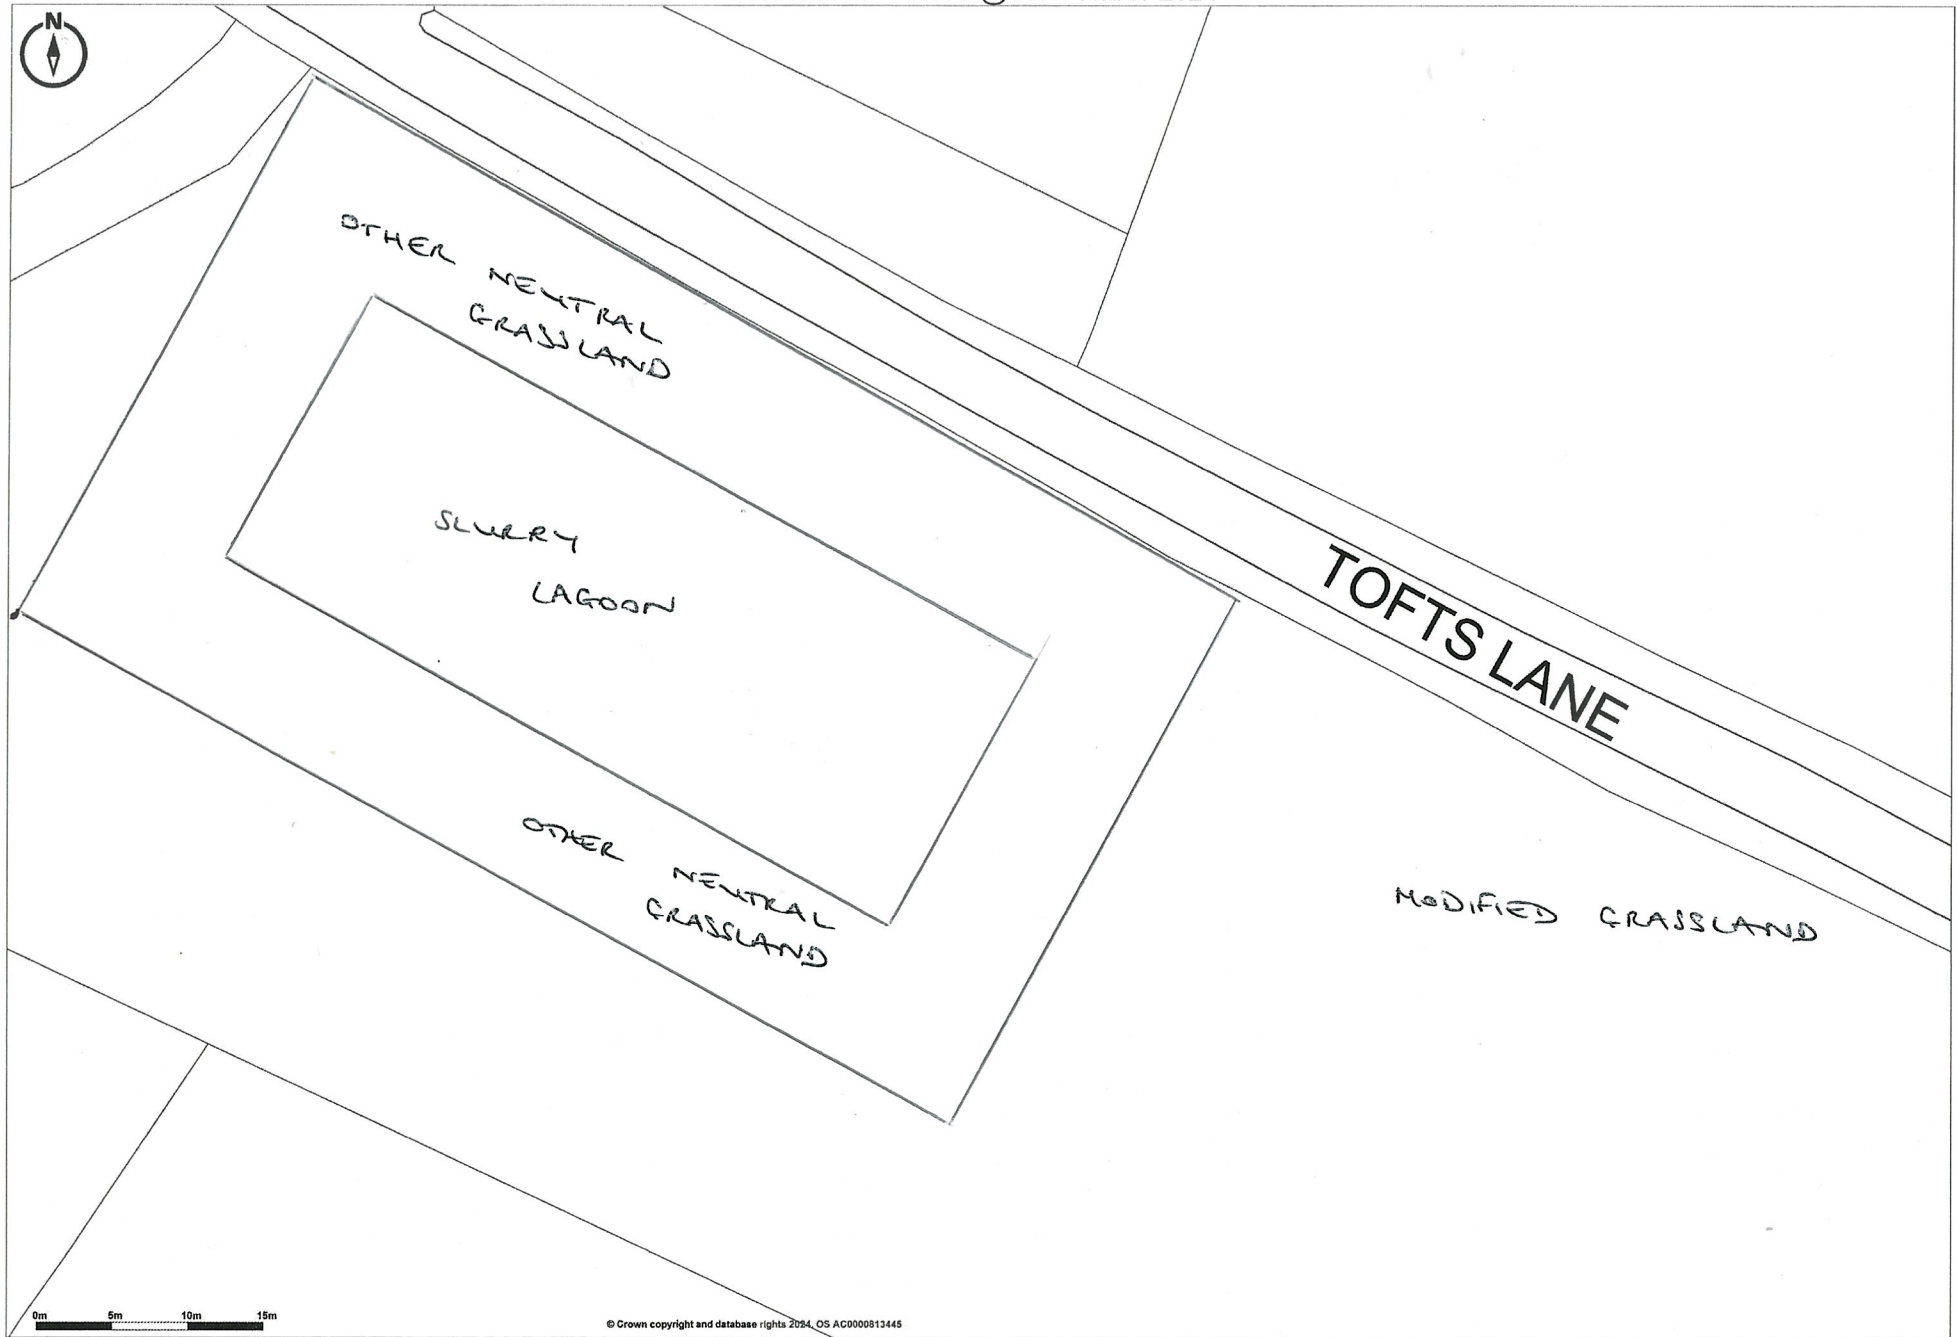 N
OTHER NEUTRAL
GRASSLAND
SLURRY
LAGOON
TOFTS LANE
OTHER NEUTRAL
GRASSLAND
MODIFIED GRASSLAND
0m 5m 10m 15m
© Crown copyright and database rights 2024, OS AC0000813445